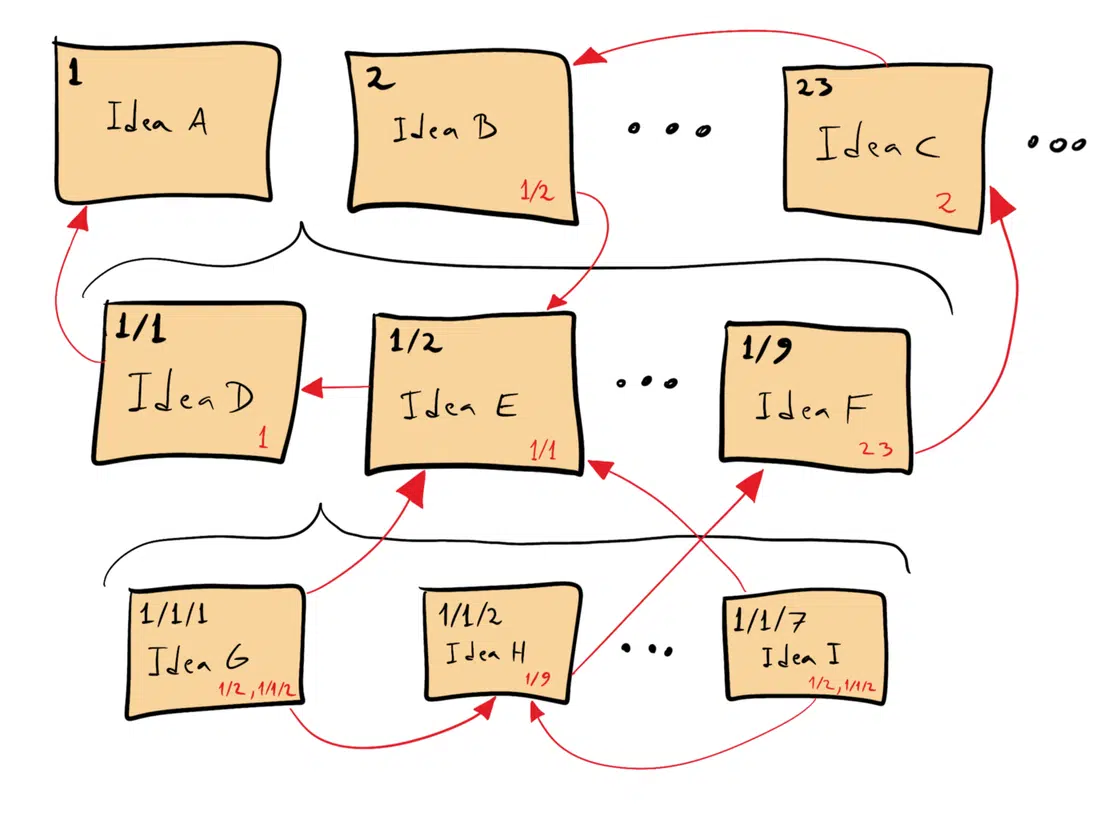 1
Idea A
2
Idea B
1/2
23
Idea C
2
1/1
Idea D
1
1/2
Idea E
1/1
1/9
Idea F
23
1/1/1
Idea G
1/2, 1/1/2
1/1/2
Idea H
1/9
1/1/7
Idea I
1/2, 1/1/2